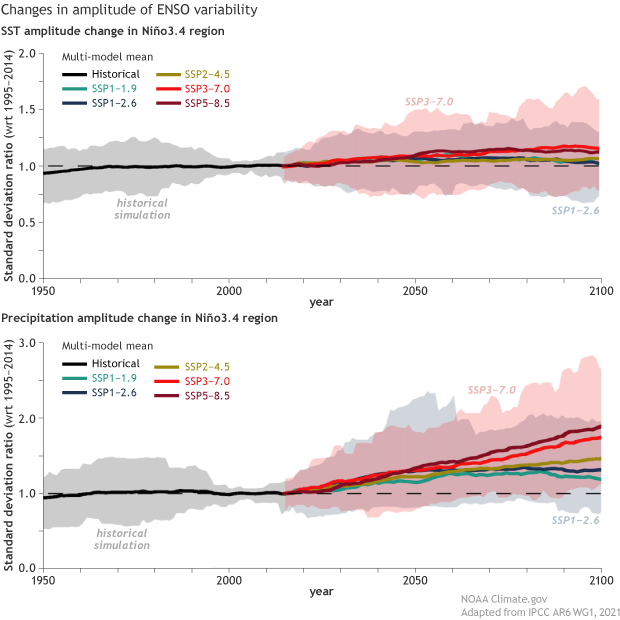 Changes in amplitude of ENSO variability
SST amplitude change in Niño3.4 region
Standard deviation ratio (wrt 1995–2014)
2.0
1.5
1.0
0.5
0.0
Multi-model mean
Historical
SSP1–1.9
SSP1–2.6
SSP2–4.5
SSP3–7.0
SSP5–8.5
SSP3–7.0
historical
simulation
SSP1–2.6
1950
2000
2050
2100
year
Precipitation amplitude change in Niño3.4 region
Standard deviation ratio (wrt 1995–2014)
3.0
2.0
1.0
0.0
Multi-model mean
Historical
SSP1–1.9
SSP1–2.6
SSP2–4.5
SSP3–7.0
SSP5–8.5
SSP3–7.0
historical
simulation
SSP1–2.6
1950
2000
2050
2100
year
NOAA Climate.gov
Adapted from IPCC AR6 WG1, 2021